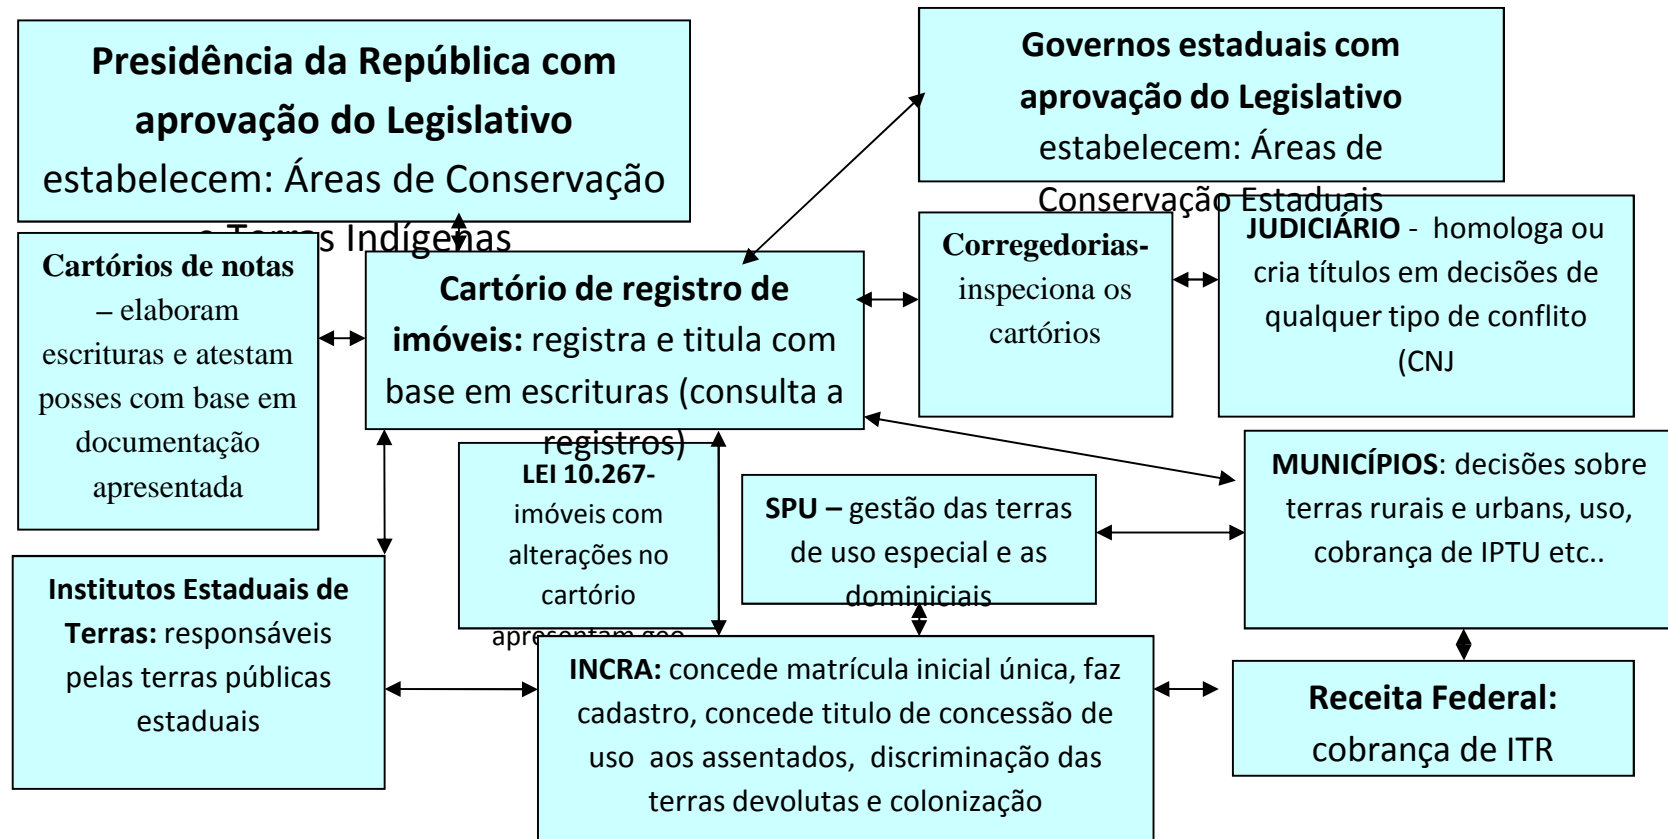 Presidência da República com
aprovação do Legislativo
estabelecem: Áreas de Conservação
e Terras Indígenas
Governos estaduais com
aprovação do Legislativo
estabelecem: Áreas de
Conservação Estaduais
Cartórios de notas
– elaboram
escrituras e atestam
posses com base em
documentação
apresentada
Cartório de registro de
imóveis: registra e titula com
base em escrituras (consulta a
registros)
Corregedorias-
inspeciona os
cartórios
JUDICIÁRIO - homologa ou
cria títulos em decisões de
qualquer tipo de conflito
(CNJ
LEI 10.267-
imóveis com
alterações no
cartório
apresentam geo
SPU – gestão das terras
de uso especial e as
dominiciais
MUNICÍPIOS: decisões sobre
terras rurais e urbans, uso,
cobrança de IPTU etc..
Institutos Estaduais de
Terras: responsáveis
pelas terras públicas
estaduais
INCRA: concede matrícula inicial única, faz
cadastro, concede titulo de concessão de
uso aos assentados, discriminação das
terras devolutas e colonização
Receita Federal:
cobrança de ITR